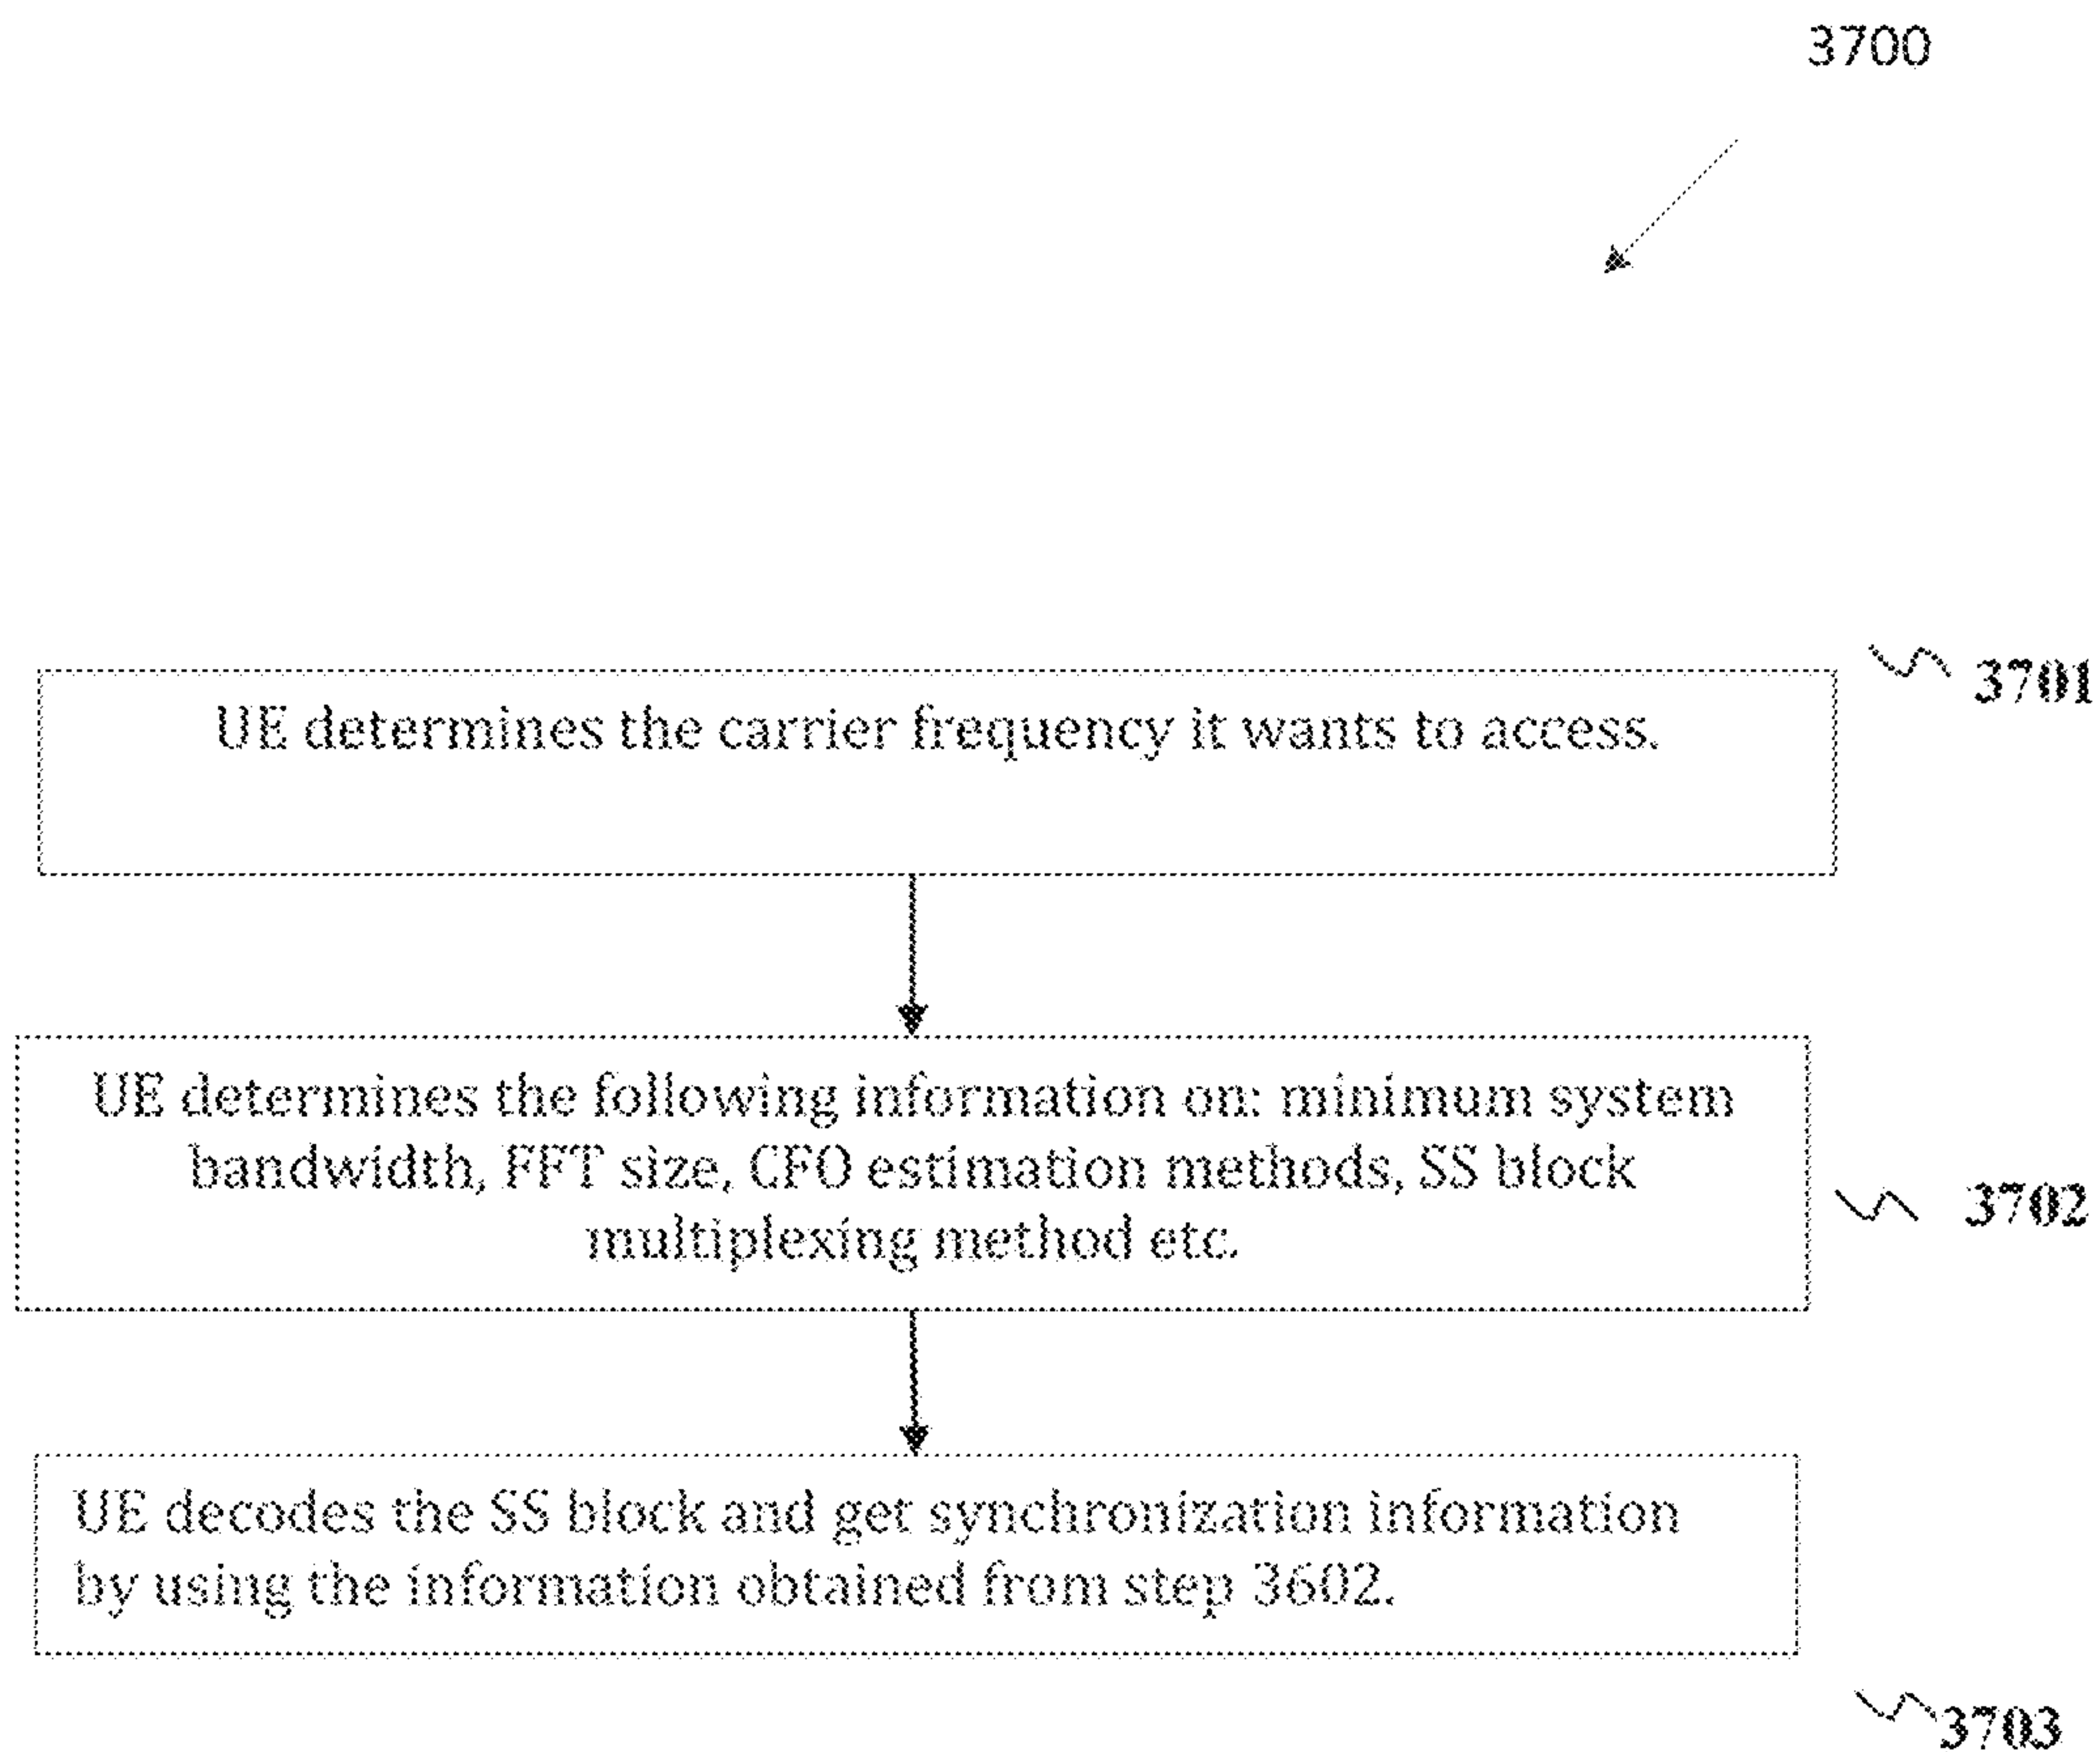 3700
3701
UE determines the carrier frequency it wants to access.
UE determines the following information on: minimum system
bandwidth, FFT size, CFO estimation methods, SS block
multiplexing method etc.
3702
UE decodes the SS block and get synchronization information
by using the information obtained from step 3602.
3703